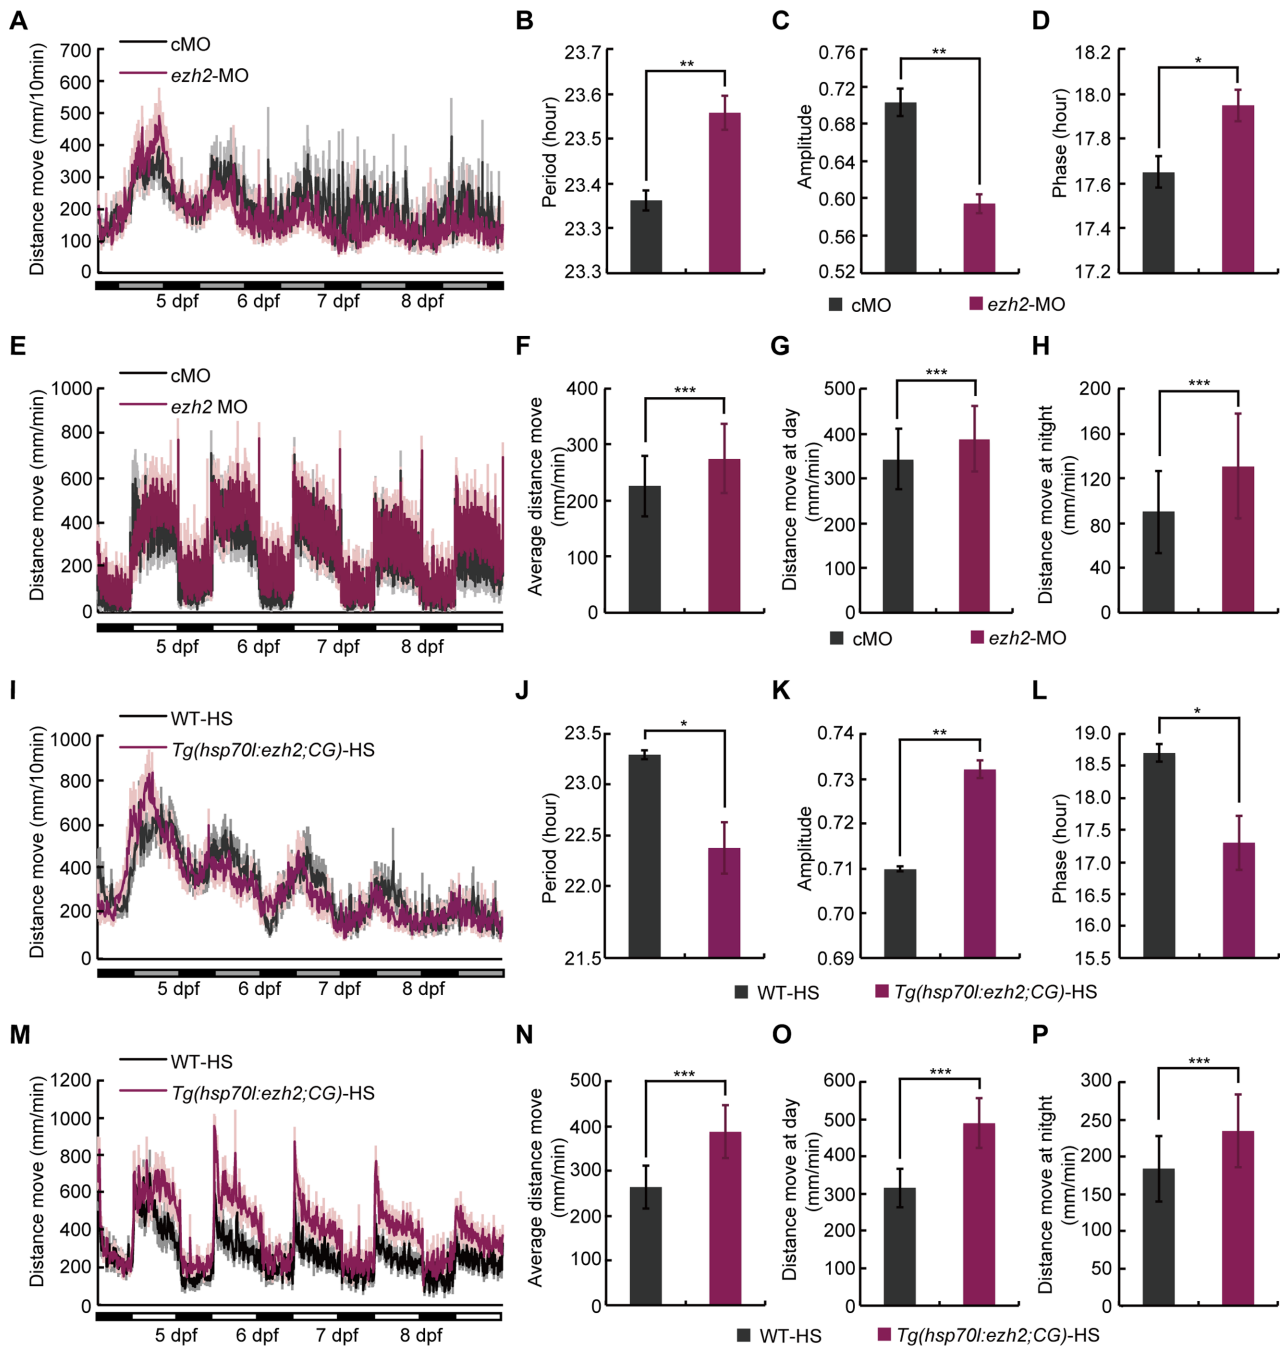 A
cMO
ezh2-MO
Distance move (mm/10min)
700
600
500
400
300
200
100
0
5 dpf 6 dpf 7 dpf 8 dpf
B
Period (hour)
23.7
23.6
23.5
23.4
23.3
23.3
**
C
Amplitude
0.76
0.72
0.68
0.64
0.60
0.56
0.52
**
D
Phase (hour)
18.2
18.0
17.8
17.6
17.4
17.2
*
cMO ezh2-MO
E
cMO
ezh2 MO
Distance move (mm/min)
1000
800
600
400
200
0
5 dpf 6 dpf 7 dpf 8 dpf
F
Average distance move
(mm/min)
400
300
200
100
0
***
G
Distance move at day
(mm/min)
500
400
300
200
100
0
***
H
Distance move at nitght
(mm/min)
200
160
120
80
40
0
***
cMO ezh2-MO
I
WT-HS
Tg(hsp70l:ezh2;CG)-HS
Distance move (mm/10min)
1000
800
600
400
200
0
5 dpf 6 dpf 7 dpf 8 dpf
J
Period (hour)
23.5
23.0
22.5
22.0
21.5
*
K
Amplitude
0.74
0.73
0.72
0.71
0.70
0.69
**
L
Phase (hour)
19.0
18.5
18.0
17.5
17.0
16.5
16.0
15.5
*
WT-HS Tg(hsp70l:ezh2;CG)-HS
M
WT-HS
Tg(hsp70l:ezh2;CG)-HS
Distance move (mm/min)
1200
1000
800
600
400
200
0
5 dpf 6 dpf 7 dpf 8 dpf
N
Average distance move
(mm/min)
500
400
300
200
100
0
***
O
Distance move at day
(mm/min)
600
500
400
300
200
100
0
***
P
Distance move at nitght
(mm/min)
300
250
200
150
100
50
0
***
WT-HS Tg(hsp70l:ezh2;CG)-HS